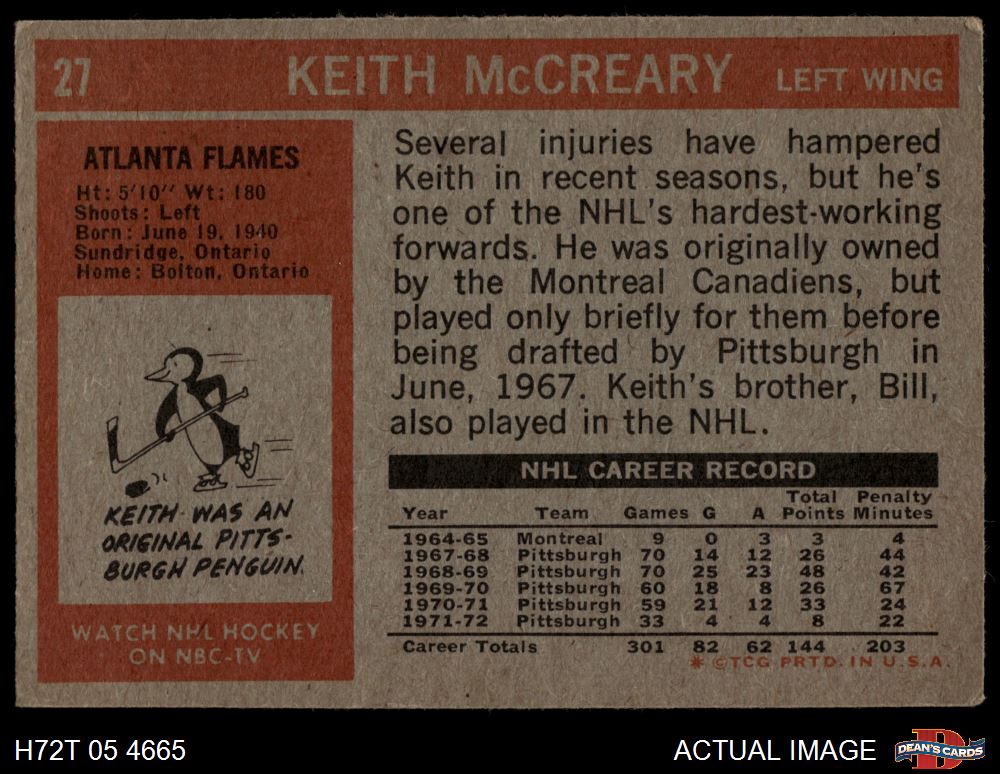 27 KEITH McCREARY LEFT WING
ATLANTA FLAMES
Ht: 5'10" Wt: 180
Shoots: Left
Born: June 19, 1940
Sundridge, Ontario
Home: Bolton, Ontario
KEITH WAS AN
ORIGINAL PITTS-
BURGH PENGUIN.
WATCH NHL HOCKEY
ON NBC-TV
Several injuries have hampered
Keith in recent seasons, but he's
one of the NHL's hardest-working
forwards. He was originally owned
by the Montreal Canadiens, but
played only briefly for them before
being drafted by Pittsburgh in
June, 1967. Keith's brother, Bill,
also played in the NHL.
NHL CAREER RECORD
Total Penalty
Year Team Games G A Points Minutes
1964-65 Montreal 9 0 3 3 4
1967-68 Pittsburgh 70 14 12 26 44
1968-69 Pittsburgh 70 25 23 48 42
1969-70 Pittsburgh 60 18 8 26 67
1970-71 Pittsburgh 59 21 12 33 24
1971-72 Pittsburgh 33 4 4 8 22
Career Totals 301 82 62 144 203
* ©TCG PRTD. IN U.S.A.
H72T 05 4665 ACTUAL IMAGE DEAN'S CARDS